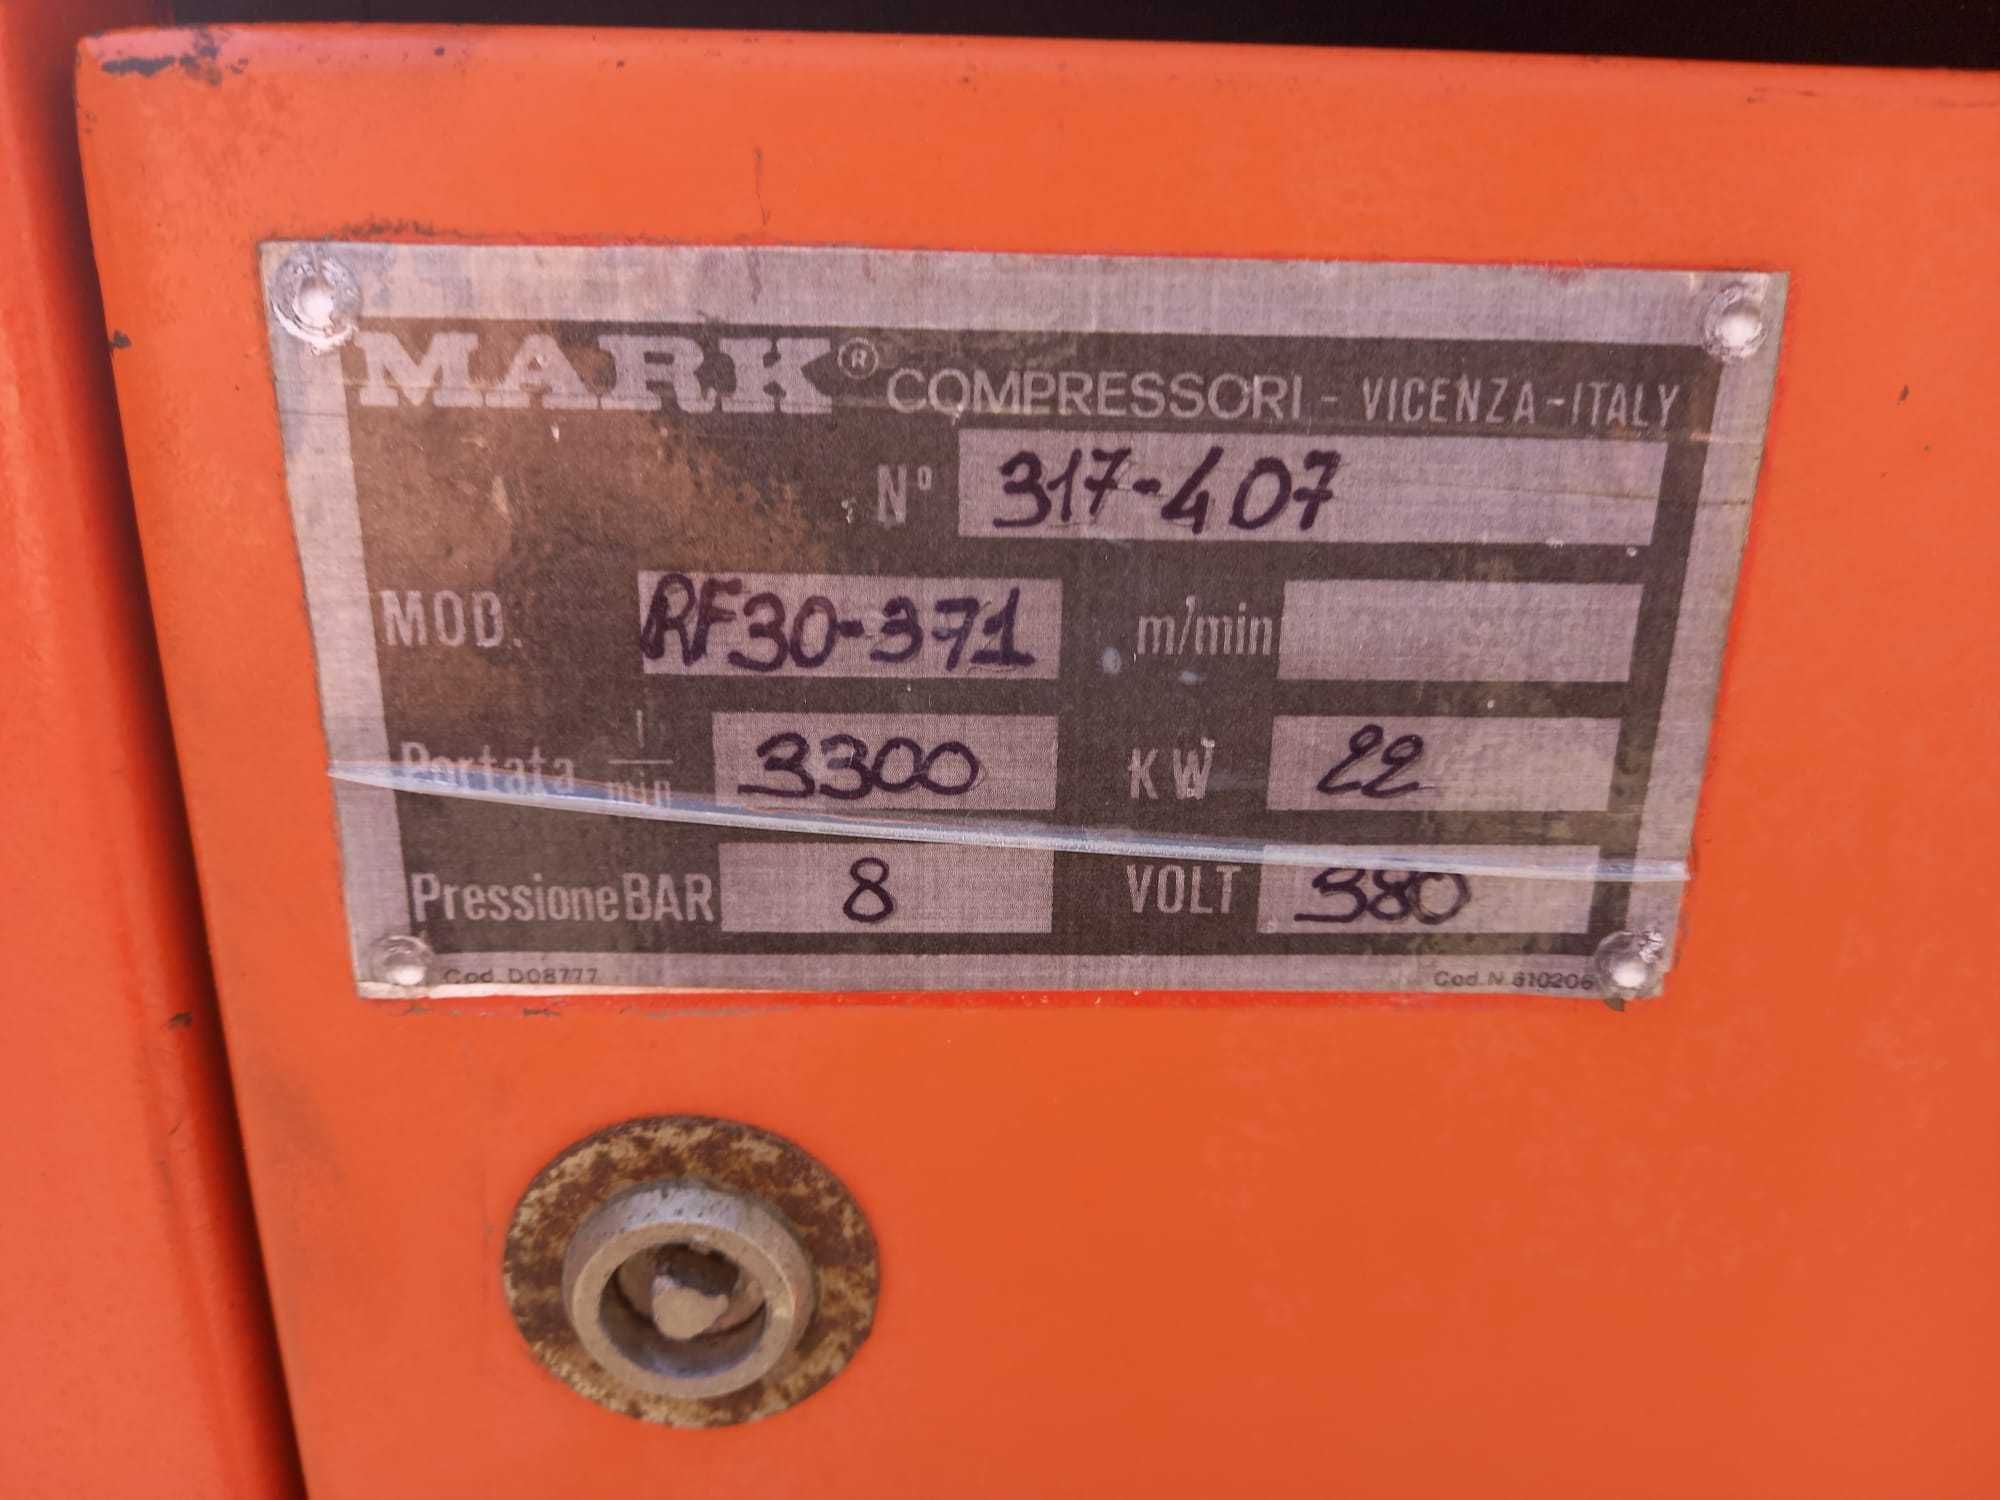 MARK® COMPRESSORI - VICENZA-ITALY
N° 317-407
MOD. RF30-371 m/min
Portata l/min 3300 KW 22
Pressione BAR 8 VOLT 380
Cod. D08777 Cod. N. 610206